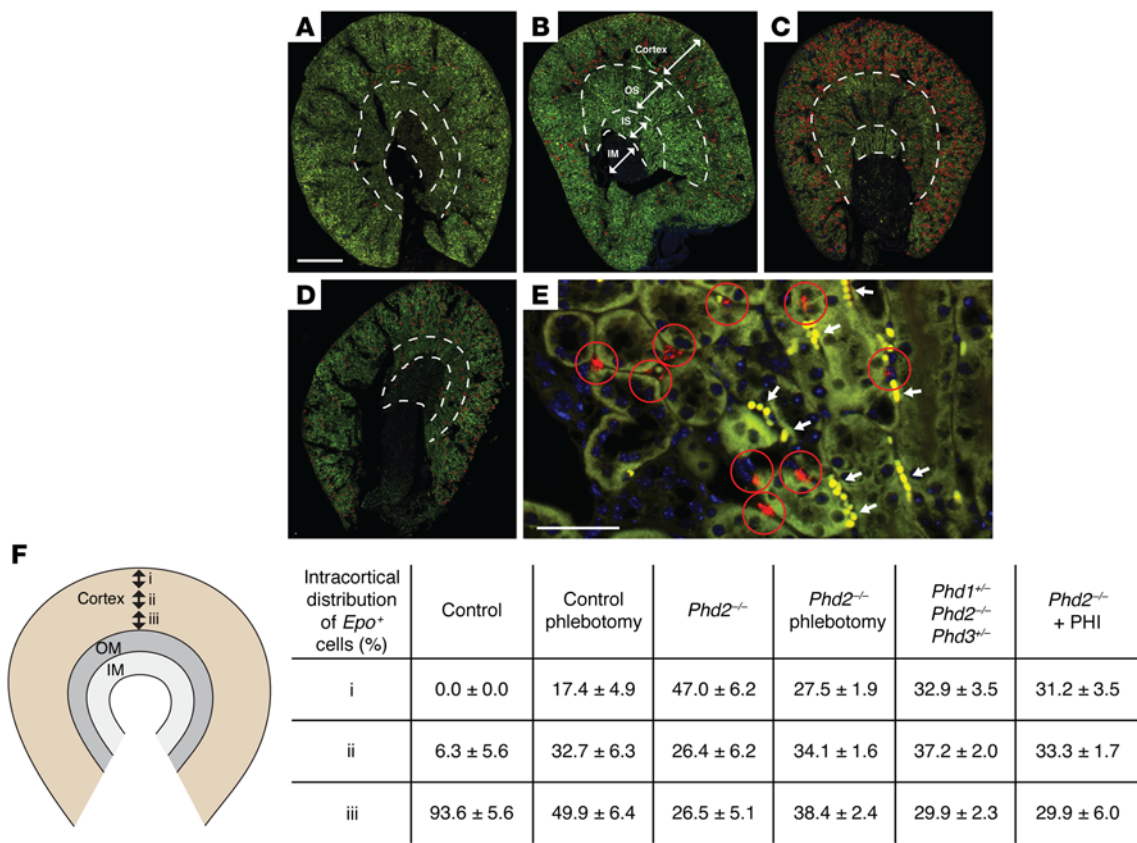 A
B
C
Cortex
OS
IS
IM
D
E
F
i
Cortex
ii
iii
OM
IM
Intracortical distribution of Epo⁺ cells (%)
Control
Control phlebotomy
Phd2⁻/⁻
Phd2⁻/⁻ phlebotomy
Phd1⁺/⁻ Phd2⁻/⁻ Phd3⁺/⁻
Phd2⁻/⁻ + PHI
i
0.0 ± 0.0
17.4 ± 4.9
47.0 ± 6.2
27.5 ± 1.9
32.9 ± 3.5
31.2 ± 3.5
ii
6.3 ± 5.6
32.7 ± 6.3
26.4 ± 6.2
34.1 ± 1.6
37.2 ± 2.0
33.3 ± 1.7
iii
93.6 ± 5.6
49.9 ± 6.4
26.5 ± 5.1
38.4 ± 2.4
29.9 ± 2.3
29.9 ± 6.0